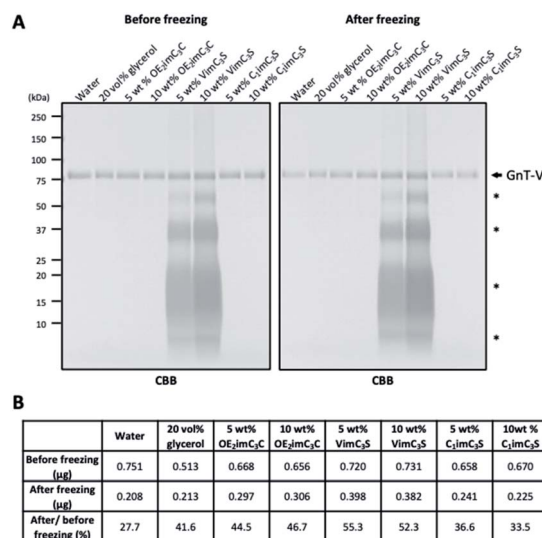 A
Before freezing
After freezing
(kDa)
Water
20 vol% glycerol
5 wt % OE₂imC₃C
10 wt% OE₂imC₃C
5 wt% VimC₃S
10 wt% VimC₃S
5 wt% C₁imC₃S
10 wt% C₁imC₃S
Water
20 vol% glycerol
5 wt % OE₂imC₃C
10 wt% OE₂imC₃C
5 wt% VimC₃S
10 wt% VimC₃S
5 wt% C₁imC₃S
10 wt% C₁imC₃S
250
150
100
75
50
37
25
20
15
10
GnT-V
*
*
*
*
CBB
CBB
B
Water 20 vol% glycerol 5 wt% OE₂imC₃C 10 wt% OE₂imC₃C 5 wt% VimC₃S 10 wt% VimC₃S 5 wt% C₁imC₃S 10wt % C₁imC₃S
Before freezing (μg) 0.751 0.513 0.668 0.656 0.720 0.731 0.658 0.670
After freezing (μg) 0.208 0.213 0.297 0.306 0.398 0.382 0.241 0.225
After/ before freezing (%) 27.7 41.6 44.5 46.7 55.3 52.3 36.6 33.5